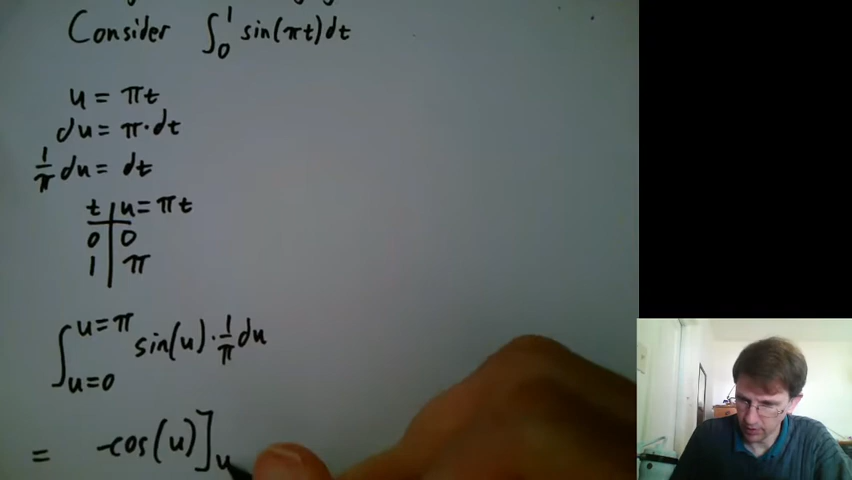 Consider ∫₀¹ sin(πt)dt
u = πt
du = π·dt
1/π du = dt
t | u = πt
0 | 0
1 | π
∫_{u=0}^{u=π} sin(u)·1/π du
= -cos(u)]_u